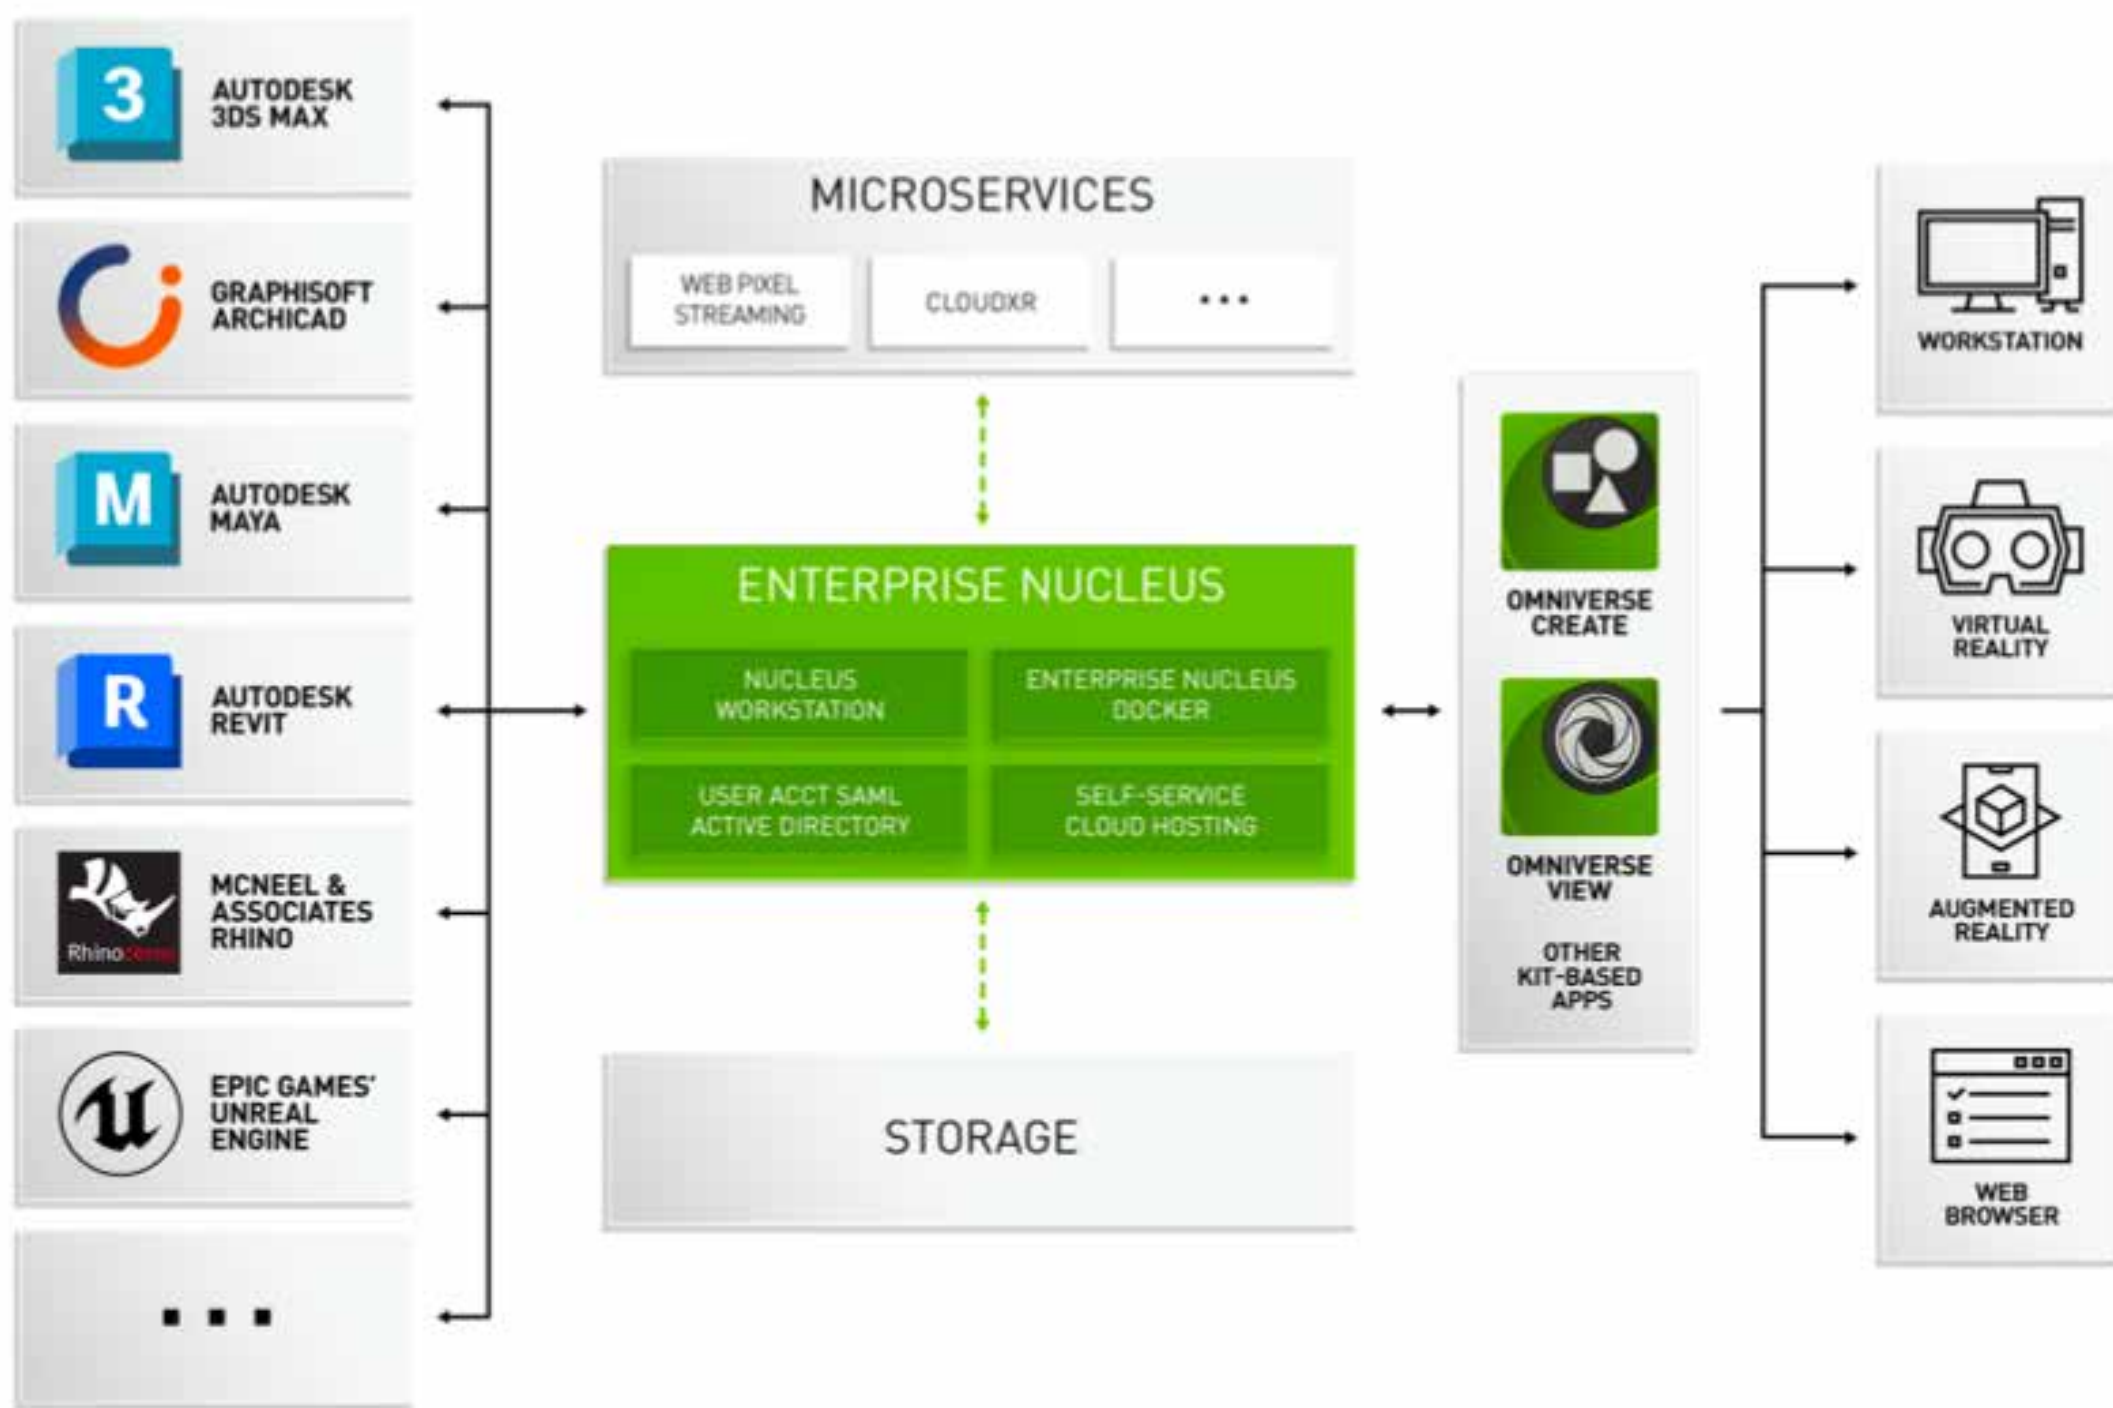 3
AUTODESK
3DS MAX
GRAPHISOFT
ARCHICAD
M
AUTODESK
MAYA
R
AUTODESK
REVIT
Rhinoceros
MCNEEL &
ASSOCIATES
RHINO
EPIC GAMES'
UNREAL
ENGINE
...
MICROSERVICES
WEB PIXEL
STREAMING
CLOUDXR
...
ENTERPRISE NUCLEUS
NUCLEUS
WORKSTATION
ENTERPRISE NUCLEUS
DOCKER
USER ACCT SAML
ACTIVE DIRECTORY
SELF-SERVICE
CLOUD HOSTING
STORAGE
OMNIVERSE
CREATE
OMNIVERSE
VIEW
OTHER
KIT-BASED
APPS
WORKSTATION
VIRTUAL
REALITY
AUGMENTED
REALITY
WEB
BROWSER